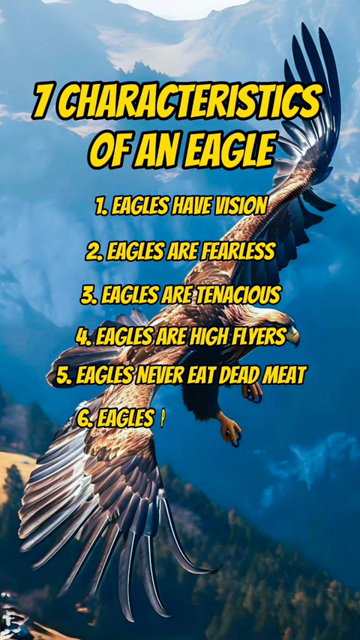 7 CHARACTERISTICS
OF AN EAGLE
1. EAGLES HAVE VISION
2. EAGLES ARE FEARLESS
3. EAGLES ARE TENACIOUS
4. EAGLES ARE HIGH FLYERS
5. EAGLES NEVER EAT DEAD MEAT
6. EAGLES